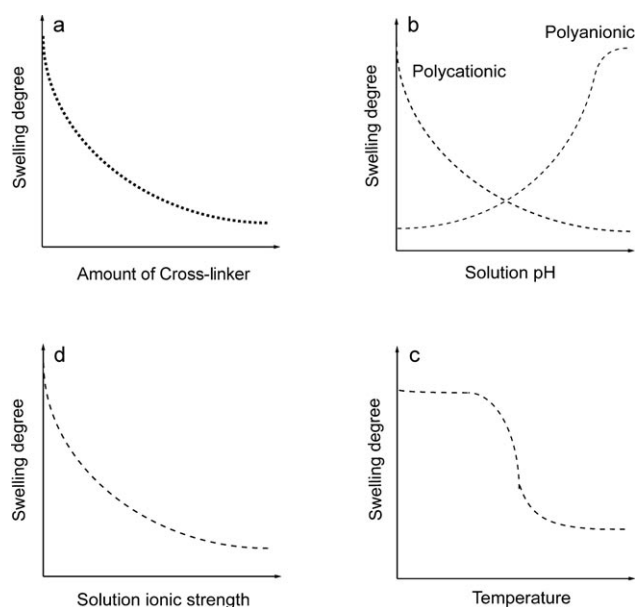 a
Swelling degree
Amount of Cross-linker
b
Polyanionic
Polycationic
Swelling degree
Solution pH
d
Swelling degree
Solution ionic strength
c
Swelling degree
Temperature